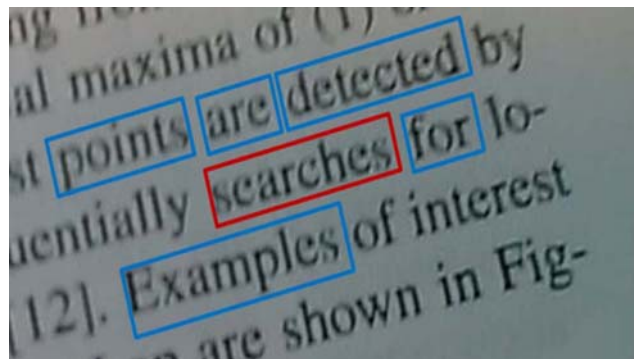 al maxima of (1)
st points are detected by
uentially searches for lo-
[12]. Examples of interest
are shown in Fig-